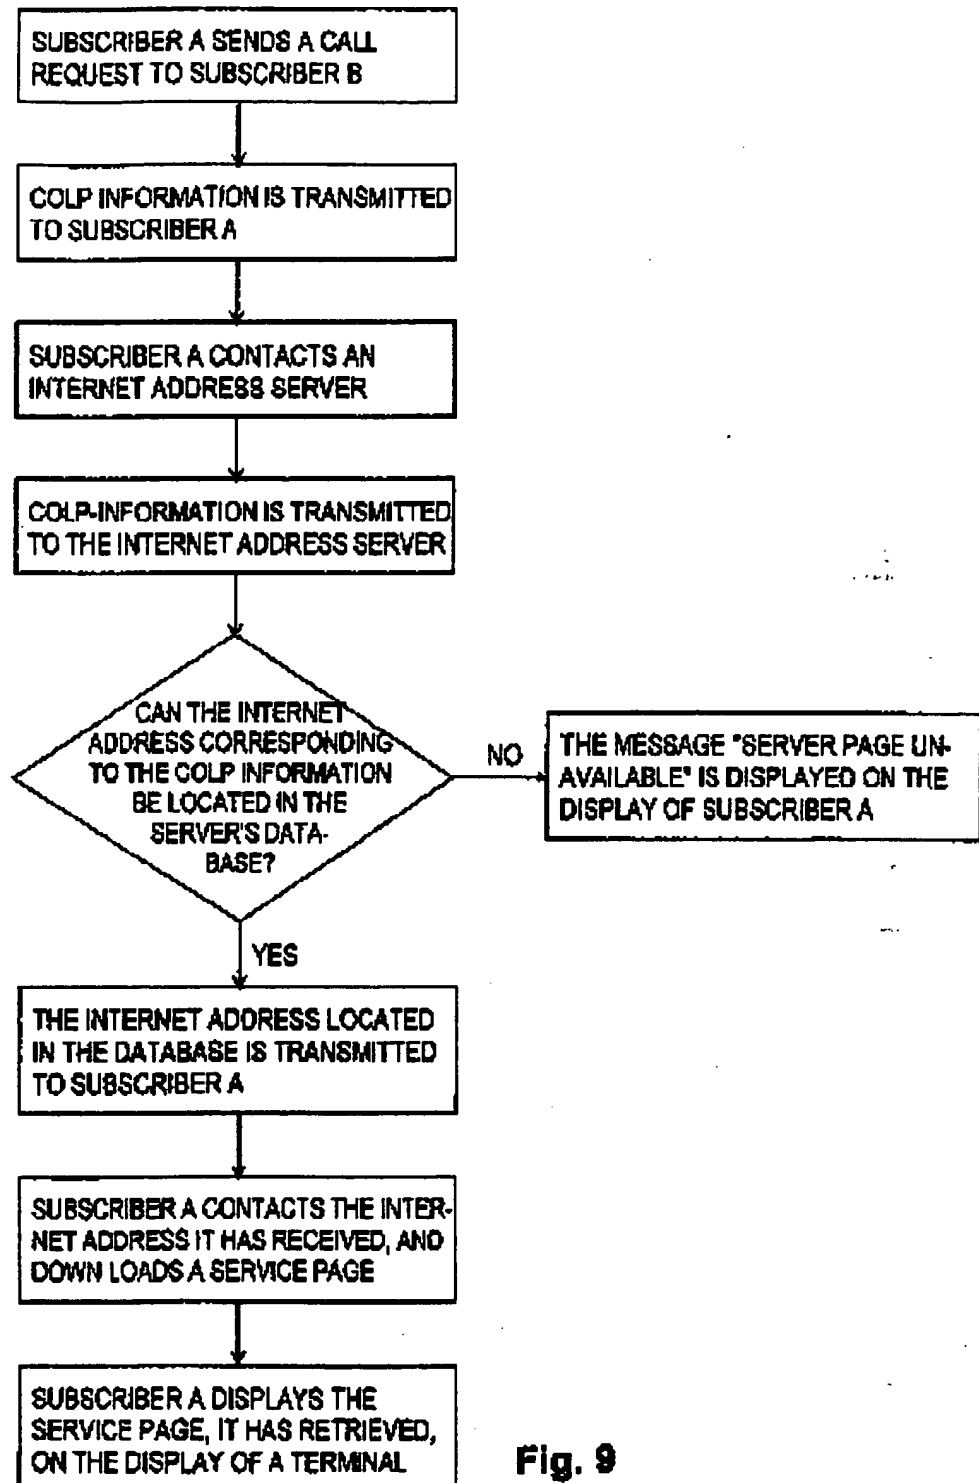 SUBSCRIBER A SENDS A CALL
REQUEST TO SUBSCRIBER B
COLP INFORMATION IS TRANSMITTED
TO SUBSCRIBER A
SUBSCRIBER A CONTACTS AN
INTERNET ADDRESS SERVER
COLP-INFORMATION IS TRANSMITTED
TO THE INTERNET ADDRESS SERVER
CAN THE INTERNET
ADDRESS CORRESPONDING
TO THE COLP INFORMATION
BE LOCATED IN THE
SERVER'S DATA-
BASE?
NO
THE MESSAGE "SERVER PAGE UN-
AVAILABLE" IS DISPLAYED ON THE
DISPLAY OF SUBSCRIBER A
YES
THE INTERNET ADDRESS LOCATED
IN THE DATABASE IS TRANSMITTED
TO SUBSCRIBER A
SUBSCRIBER A CONTACTS THE INTER-
NET ADDRESS IT HAS RECEIVED, AND
DOWN LOADS A SERVICE PAGE
SUBSCRIBER A DISPLAYS THE
SERVICE PAGE, IT HAS RETRIEVED,
ON THE DISPLAY OF A TERMINAL
Fig. 9